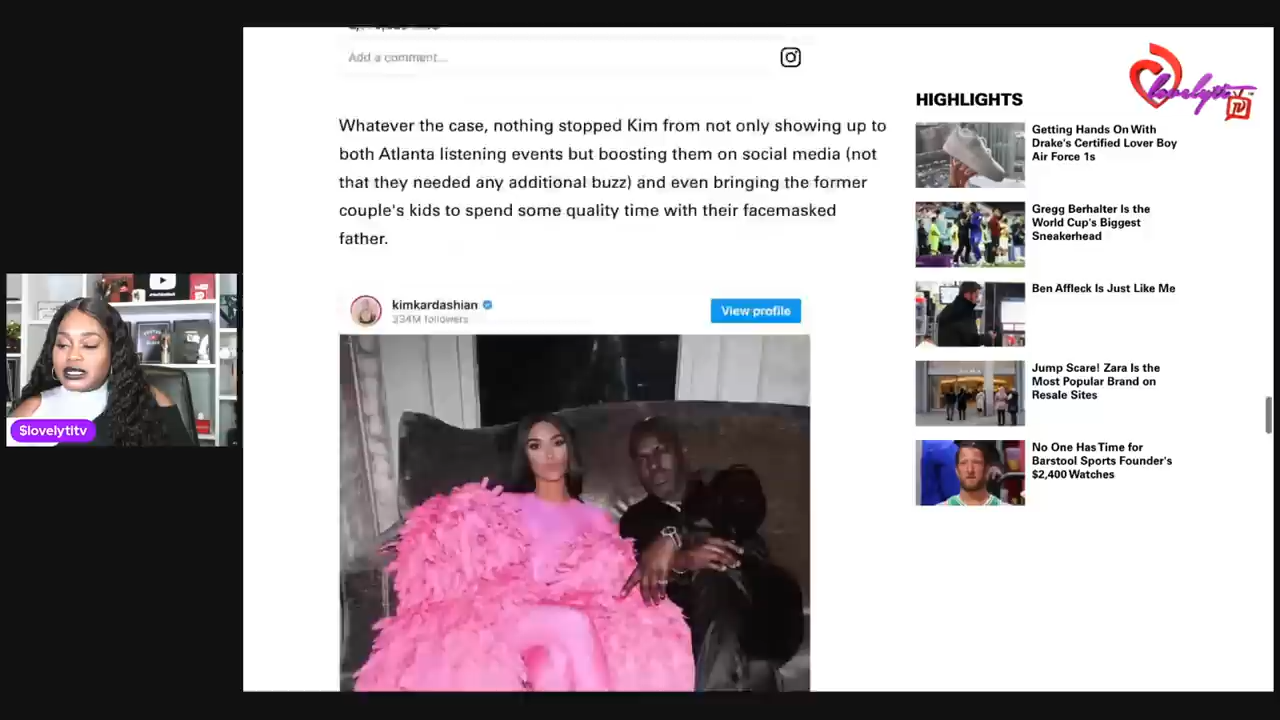 Add a comment...
Whatever the case, nothing stopped Kim from not only showing up to
both Atlanta listening events but boosting them on social media (not
that they needed any additional buzz) and even bringing the former
couple's kids to spend some quality time with their facemasked
father.
kimkardashian
334M followers
View profile
HIGHLIGHTS
Getting Hands On With
Drake's Certified Lover Boy
Air Force 1s
Gregg Berhalter Is the
World Cup's Biggest
Sneakerhead
Ben Affleck Is Just Like Me
Jump Scare! Zara Is the
Most Popular Brand on
Resale Sites
No One Has Time for
Barstool Sports Founder's
$2,400 Watches
lovelytitv
$lovelytitv